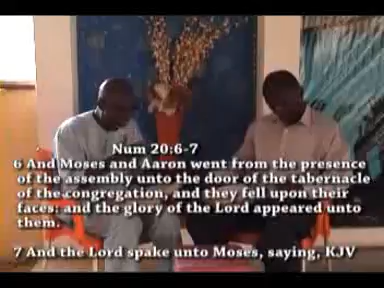 Num 20:6-7
6 And Moses and Aaron went from the presence
of the assembly unto the door of the tabernacle
of the congregation, and they fell upon their
faces: and the glory of the Lord appeared unto
them.
7 And the Lord spake unto Moses, saying, KJV